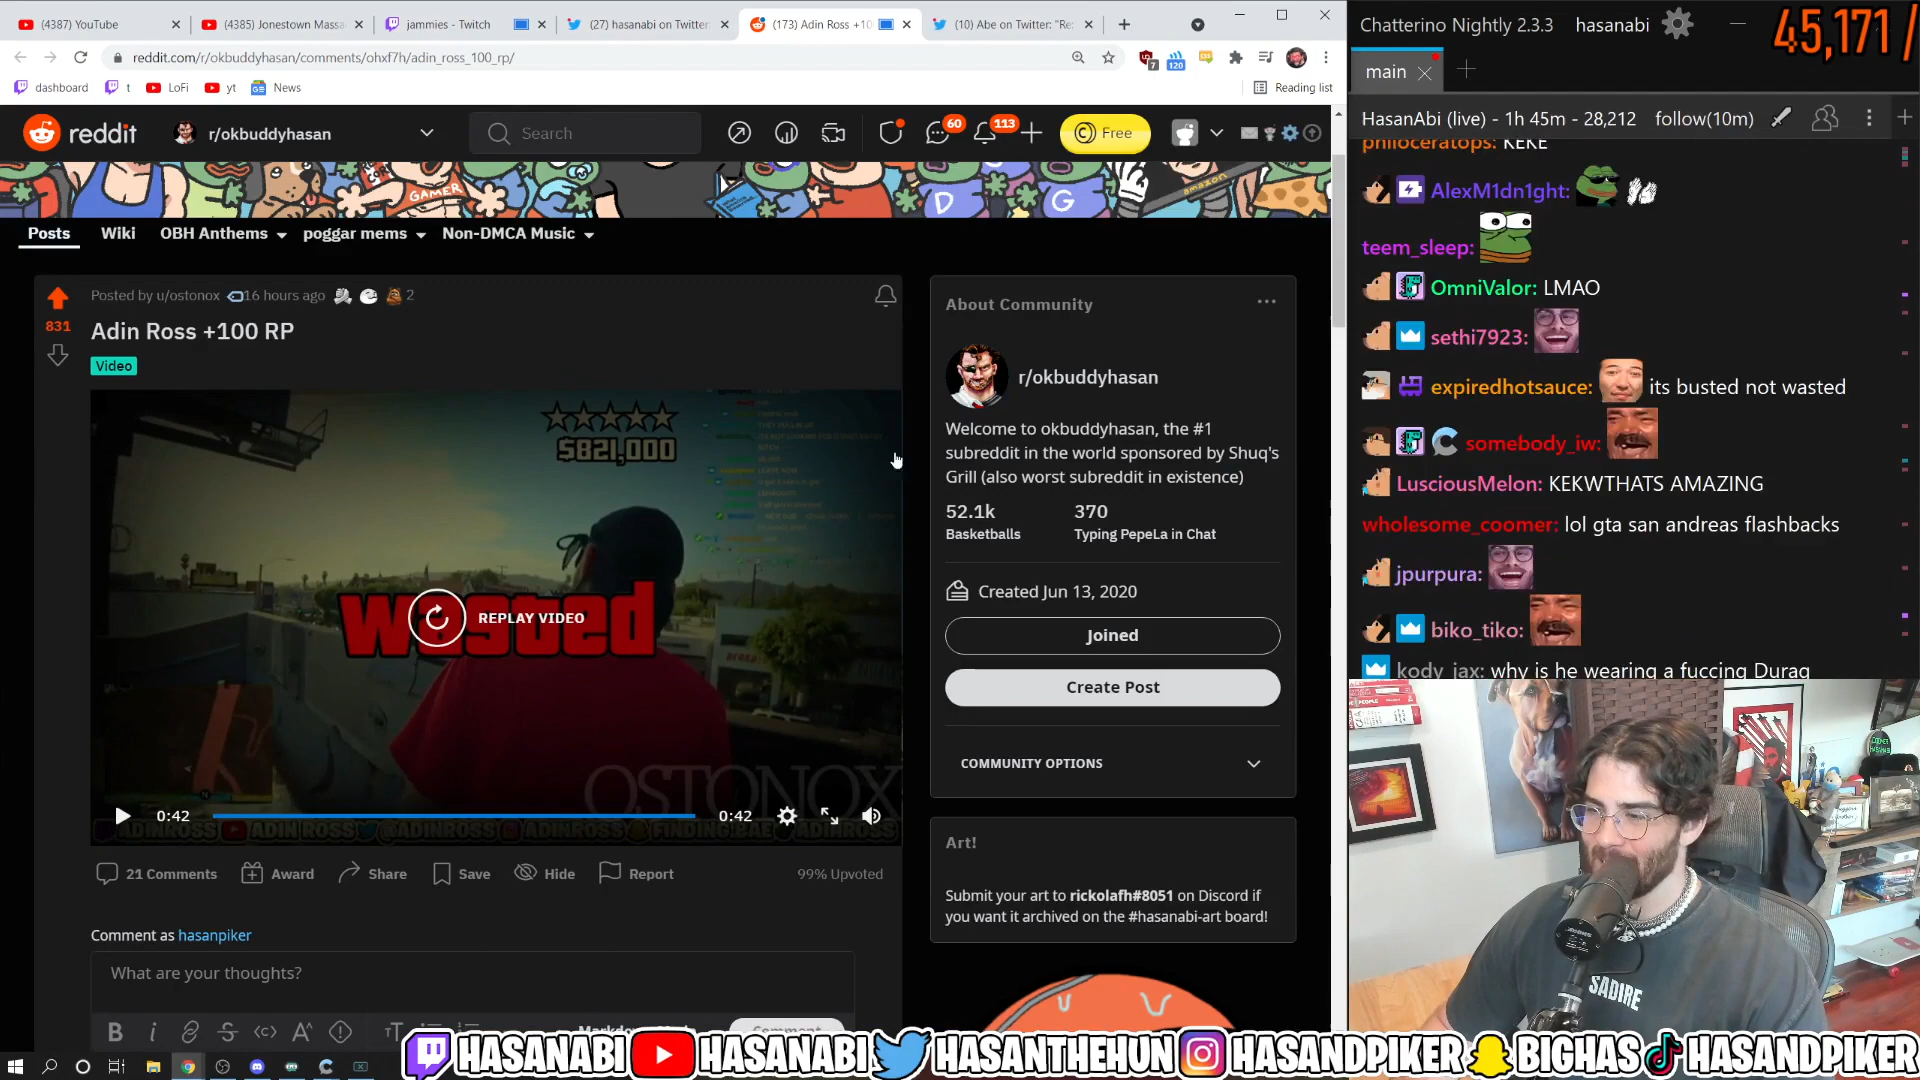 (4387) YouTube
(4385) Jonestown Massa
jammies - Twitch
(27) hasanabi on Twitter
(173) Adin Ross +10
(10) Abe on Twitter: "Re:
reddit.com/r/okbuddyhasan/comments/ohxf7h/adin_ross_100_rp/
7
120
dashboard
t
LoFi
yt
News
Reading list
reddit
r/okbuddyhasan
Search
60
113
Free
GAMER
D
G
amazon
Posts
Wiki
OBH Anthems
poggar mems
Non-DMCA Music
Posted by u/ostonox
16 hours ago
2
831
Adin Ross +100 RP
Video
$821,000
wasted
REPLAY VIDEO
OSTONOX
0:42
0:42
21 Comments
Award
Share
Save
Hide
Report
99% Upvoted
Comment as hasanpiker
What are your thoughts?
About Community
r/okbuddyhasan
Welcome to okbuddyhasan, the #1
subreddit in the world sponsored by Shuq's
Grill (also worst subreddit in existence)
52.1k
Basketballs
370
Typing PepeLa in Chat
Created Jun 13, 2020
Joined
Create Post
COMMUNITY OPTIONS
Art!
Submit your art to rickolafh#8051 on Discord if
you want it archived on the #hasanabi-art board!
Chatterino Nightly 2.3.3
hasanabi
45,171 /
main
HasanAbi (live) - 1h 45m - 28,212
follow(10m)
philoceratops: KEKE
AlexM1dn1ght:
teem_sleep:
OmniValor: LMAO
sethi7923:
expiredhotsauce: its busted not wasted
somebody_iw:
LusciousMelon: KEKWTHATS AMAZING
wholesome_coomer: lol gta san andreas flashbacks
jpurpura:
biko_tiko:
kody_jax: why is he wearing a fuccing Durag
SADIRE
HASANABI
HASANABI
HASANTHEHUN
HASANDPIKER
BIGHAS
HASANDPIKER